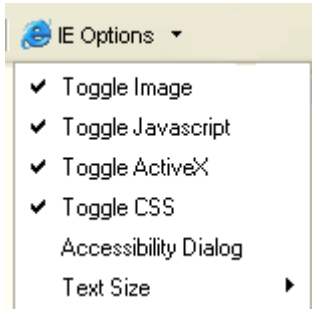 IE Options
Toggle Image
Toggle Javascript
Toggle ActiveX
Toggle CSS
Accessibility Dialog
Text Size